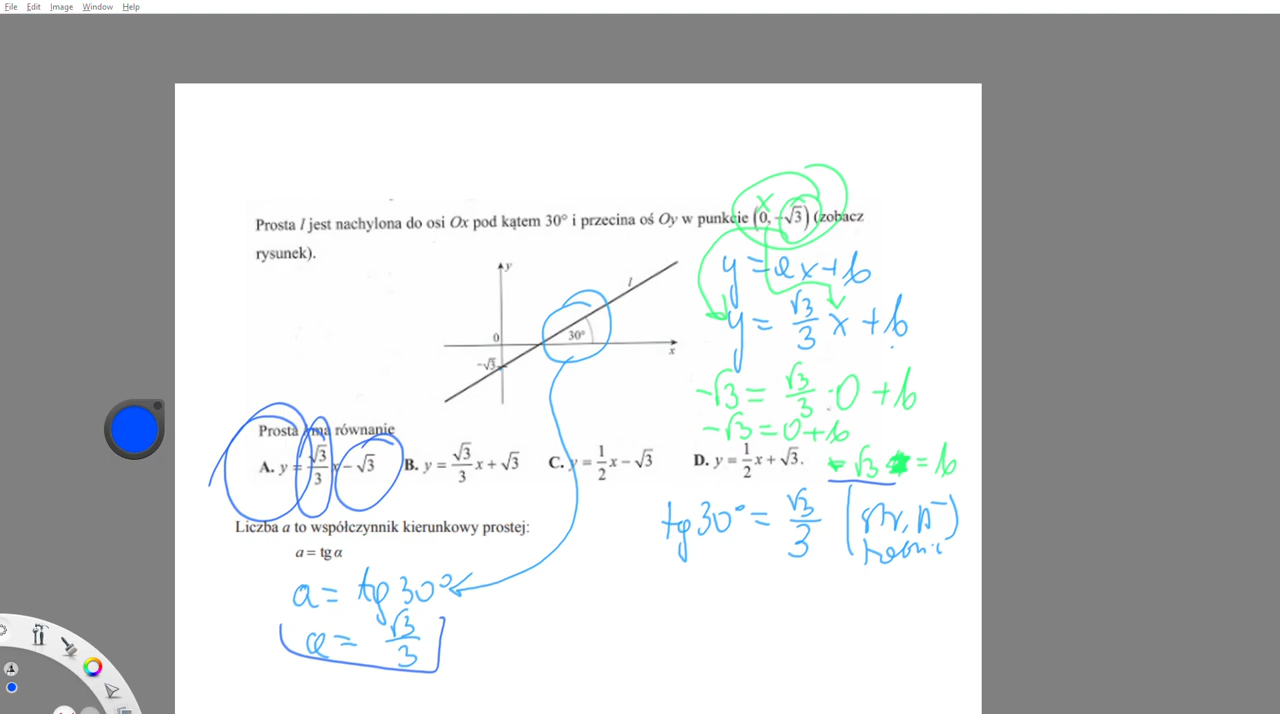 File Edit Image Window Help
Prosta l jest nachylona do osi Ox pod kątem 30° i przecina oś Oy w punkcie (0, -√3) (zobacz
rysunek).
x
y = ax + b
y
l
y = √3/3 x + b
0
30°
x
-√3
-√3 = √3/3 · 0 + b
-√3 = 0 + b
Prosta l ma równanie
A. y = √3/3 x - √3 B. y = √3/3 x + √3 C. y = 1/2 x - √3 D. y = 1/2 x + √3.
-√3 = b
tg 30° = √3/3
Liczba a to współczynnik kierunkowy prostej:
a = tg α
a = tg 30°
a = √3/3